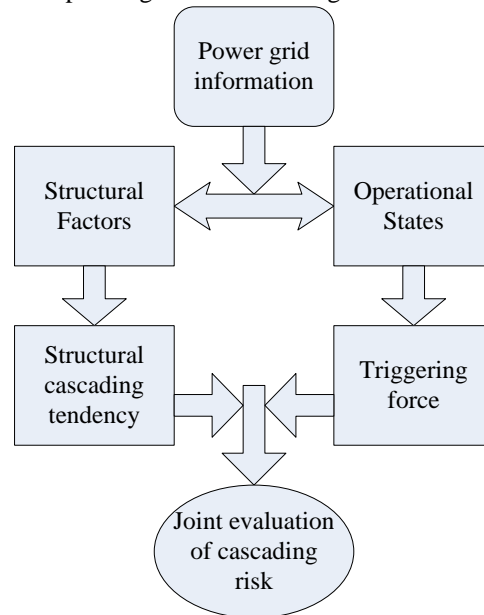 Power grid
information
Structural
Factors
Operational
States
Structural
cascading
tendency
Triggering
force
Joint evaluation
of cascading
risk